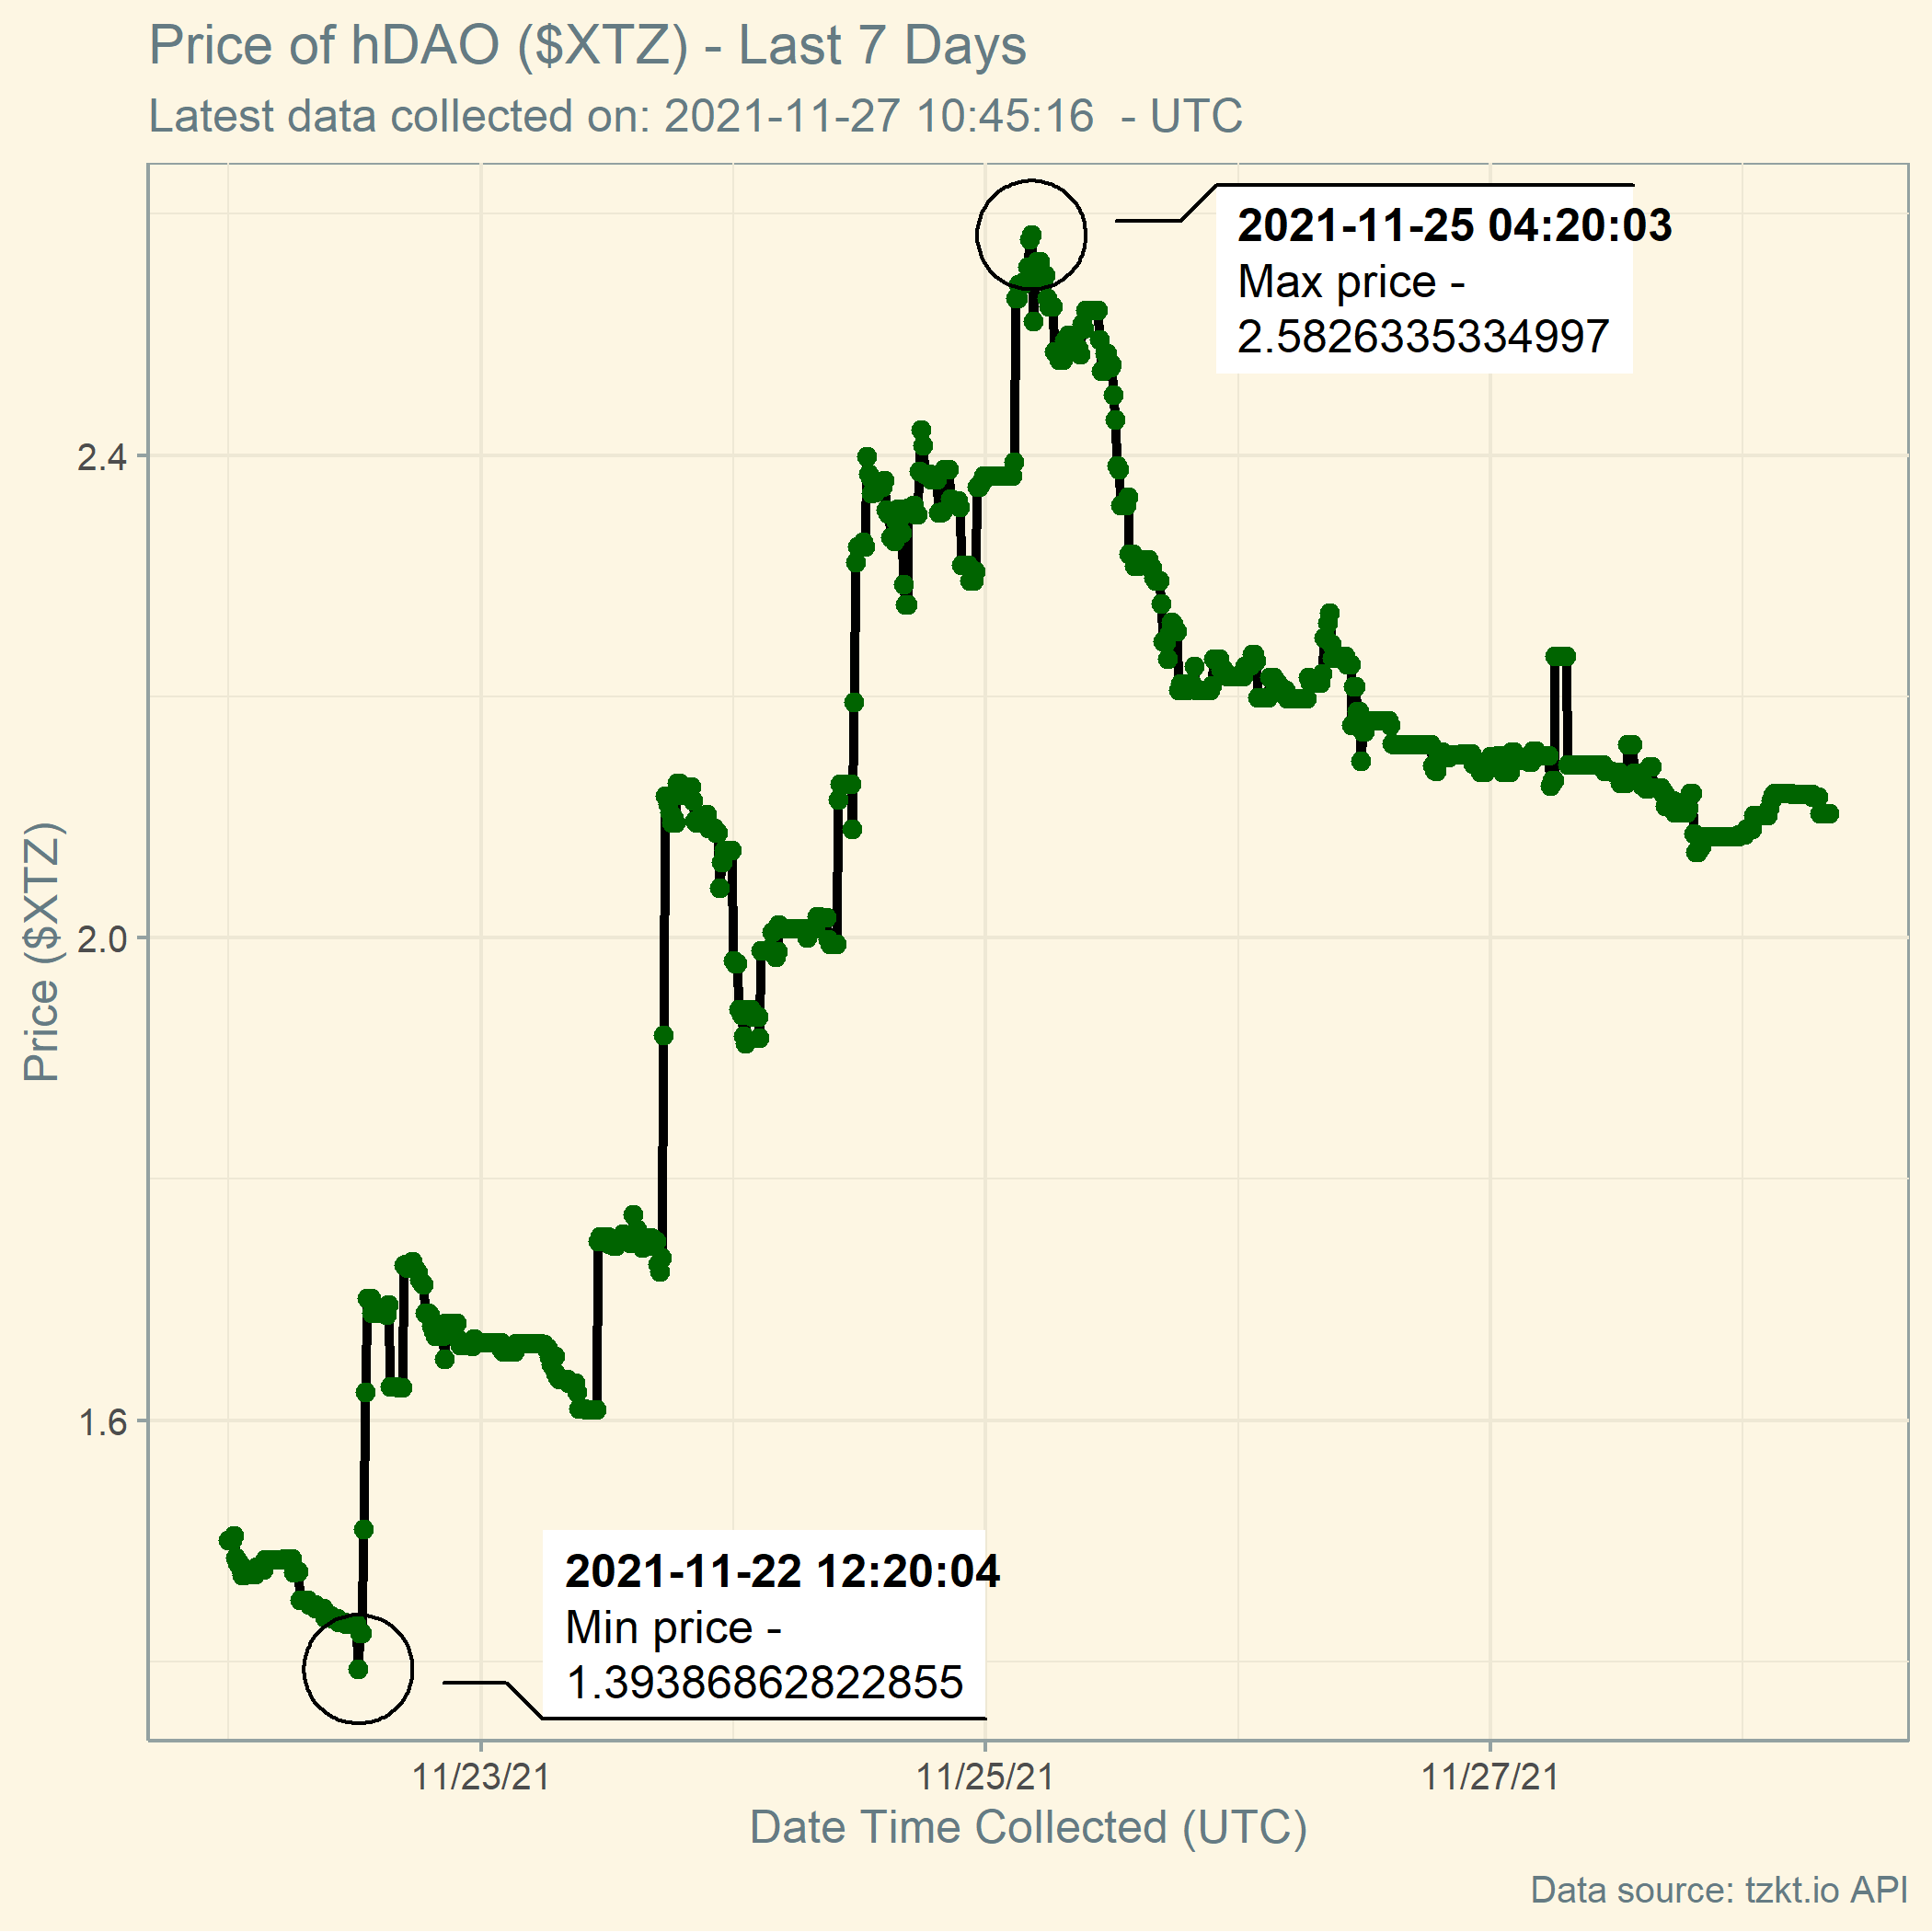 Price of hDAO ($XTZ) - Last 7 Days
Latest data collected on: 2021-11-27 10:45:16  - UTC
2021-11-25 04:20:03
Max price -
2.5826335334997
2.4
2.0
1.6
Price ($XTZ)
2021-11-22 12:20:04
Min price -
1.39386862822855
11/23/21
11/25/21
11/27/21
Date Time Collected (UTC)
Data source: tzkt.io API